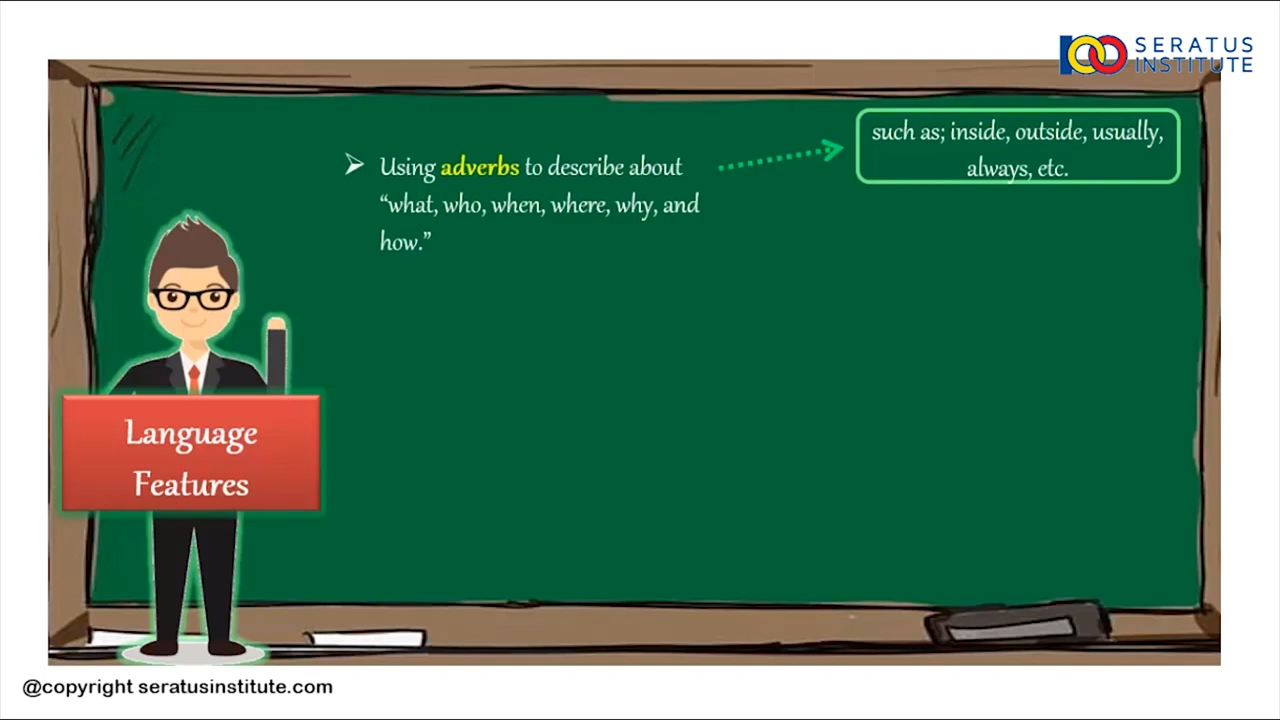 SERATUS
INSTITUTE
➢ Using adverbs to describe about
“what, who, when, where, why, and
how.”
such as; inside, outside, usually,
always, etc.
Language
Features
@copyright seratusinstitute.com